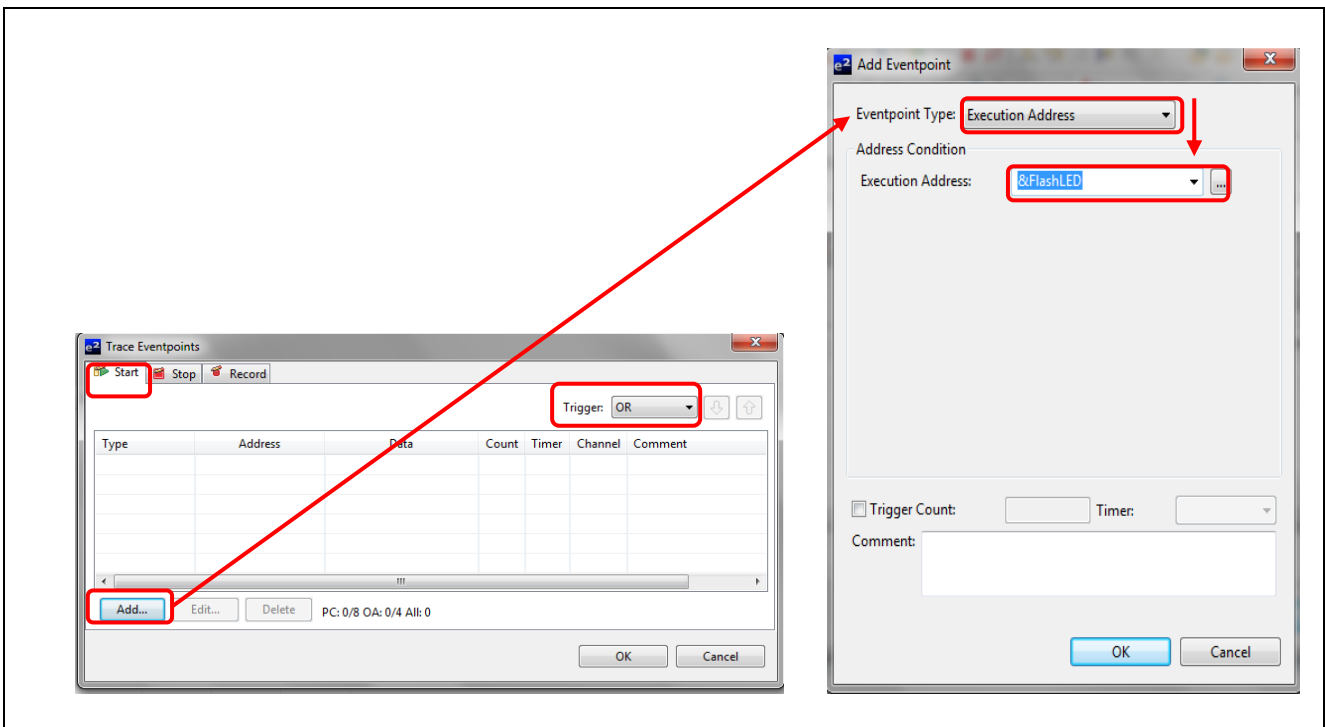 e² Add Eventpoint
x
Eventpoint Type: Execution Address
Address Condition
Execution Address: &FlashLED ...
Trigger Count: Timer:
Comment:
OK Cancel
e² Trace Eventpoints
x
Start Stop Record
Trigger: OR
Type Address Data Count Timer Channel Comment
Add... Edit... Delete PC: 0/8 OA: 0/4 All: 0
OK Cancel